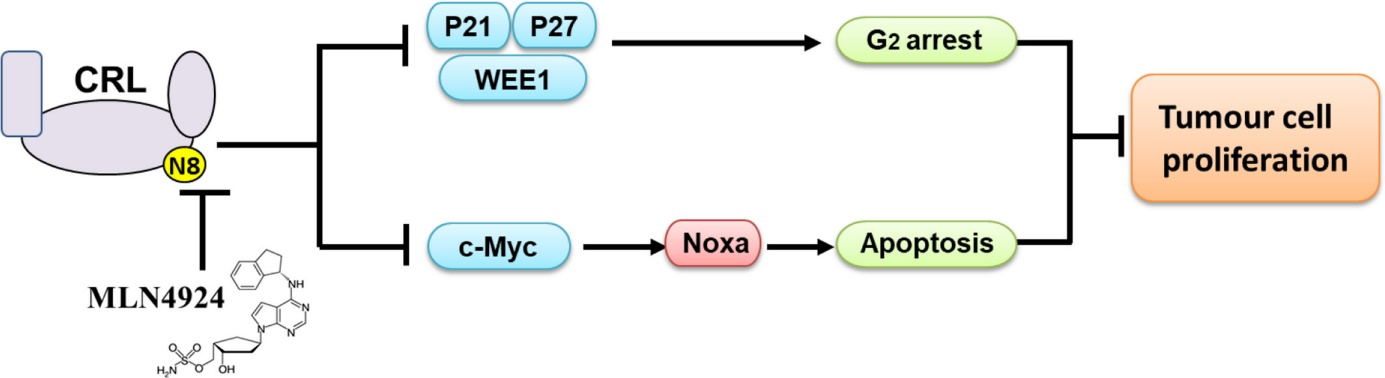 CRL
N8
MLN4924
NH
N
N
N
O O
S
H2N O
OH
P21 P27
WEE1
G2 arrest
c-Myc
Noxa
Apoptosis
Tumour cell
proliferation